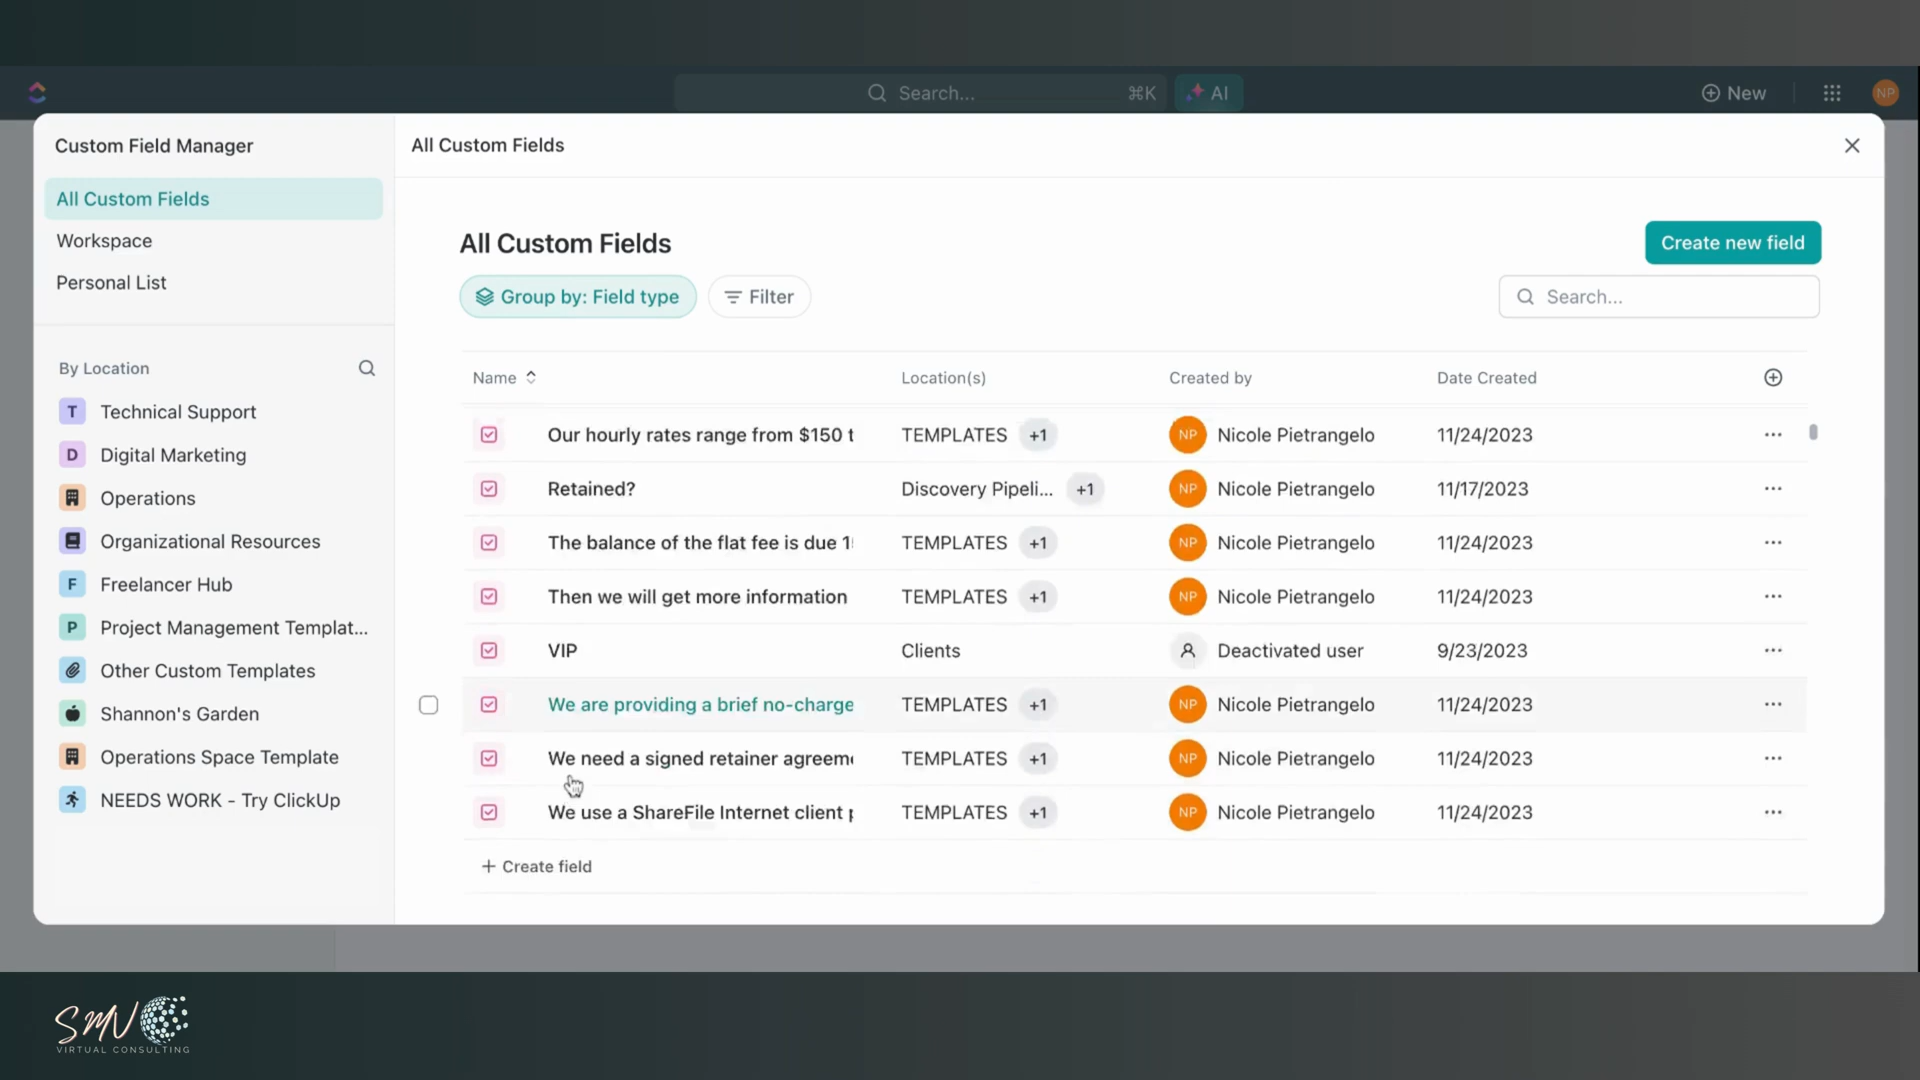 Search... ⌘K AI New NP
Custom Field Manager
All Custom Fields
Workspace
Personal List
By Location
T Technical Support
D Digital Marketing
Operations
Organizational Resources
F Freelancer Hub
P Project Management Templat...
Other Custom Templates
Shannon's Garden
Operations Space Template
NEEDS WORK - Try ClickUp
All Custom Fields
All Custom Fields
Create new field
Group by: Field type Filter Search...
Name Location(s) Created by Date Created
Our hourly rates range from $150 t TEMPLATES +1 NP Nicole Pietrangelo 11/24/2023 ...
Retained? Discovery Pipeli... +1 NP Nicole Pietrangelo 11/17/2023 ...
The balance of the flat fee is due TEMPLATES +1 NP Nicole Pietrangelo 11/24/2023 ...
Then we will get more information TEMPLATES +1 NP Nicole Pietrangelo 11/24/2023 ...
VIP Clients Deactivated user 9/23/2023 ...
We are providing a brief no-charge TEMPLATES +1 NP Nicole Pietrangelo 11/24/2023 ...
We need a signed retainer agreem TEMPLATES +1 NP Nicole Pietrangelo 11/24/2023 ...
We use a ShareFile Internet client TEMPLATES +1 NP Nicole Pietrangelo 11/24/2023 ...
+ Create field
SMV
VIRTUAL CONSULTING